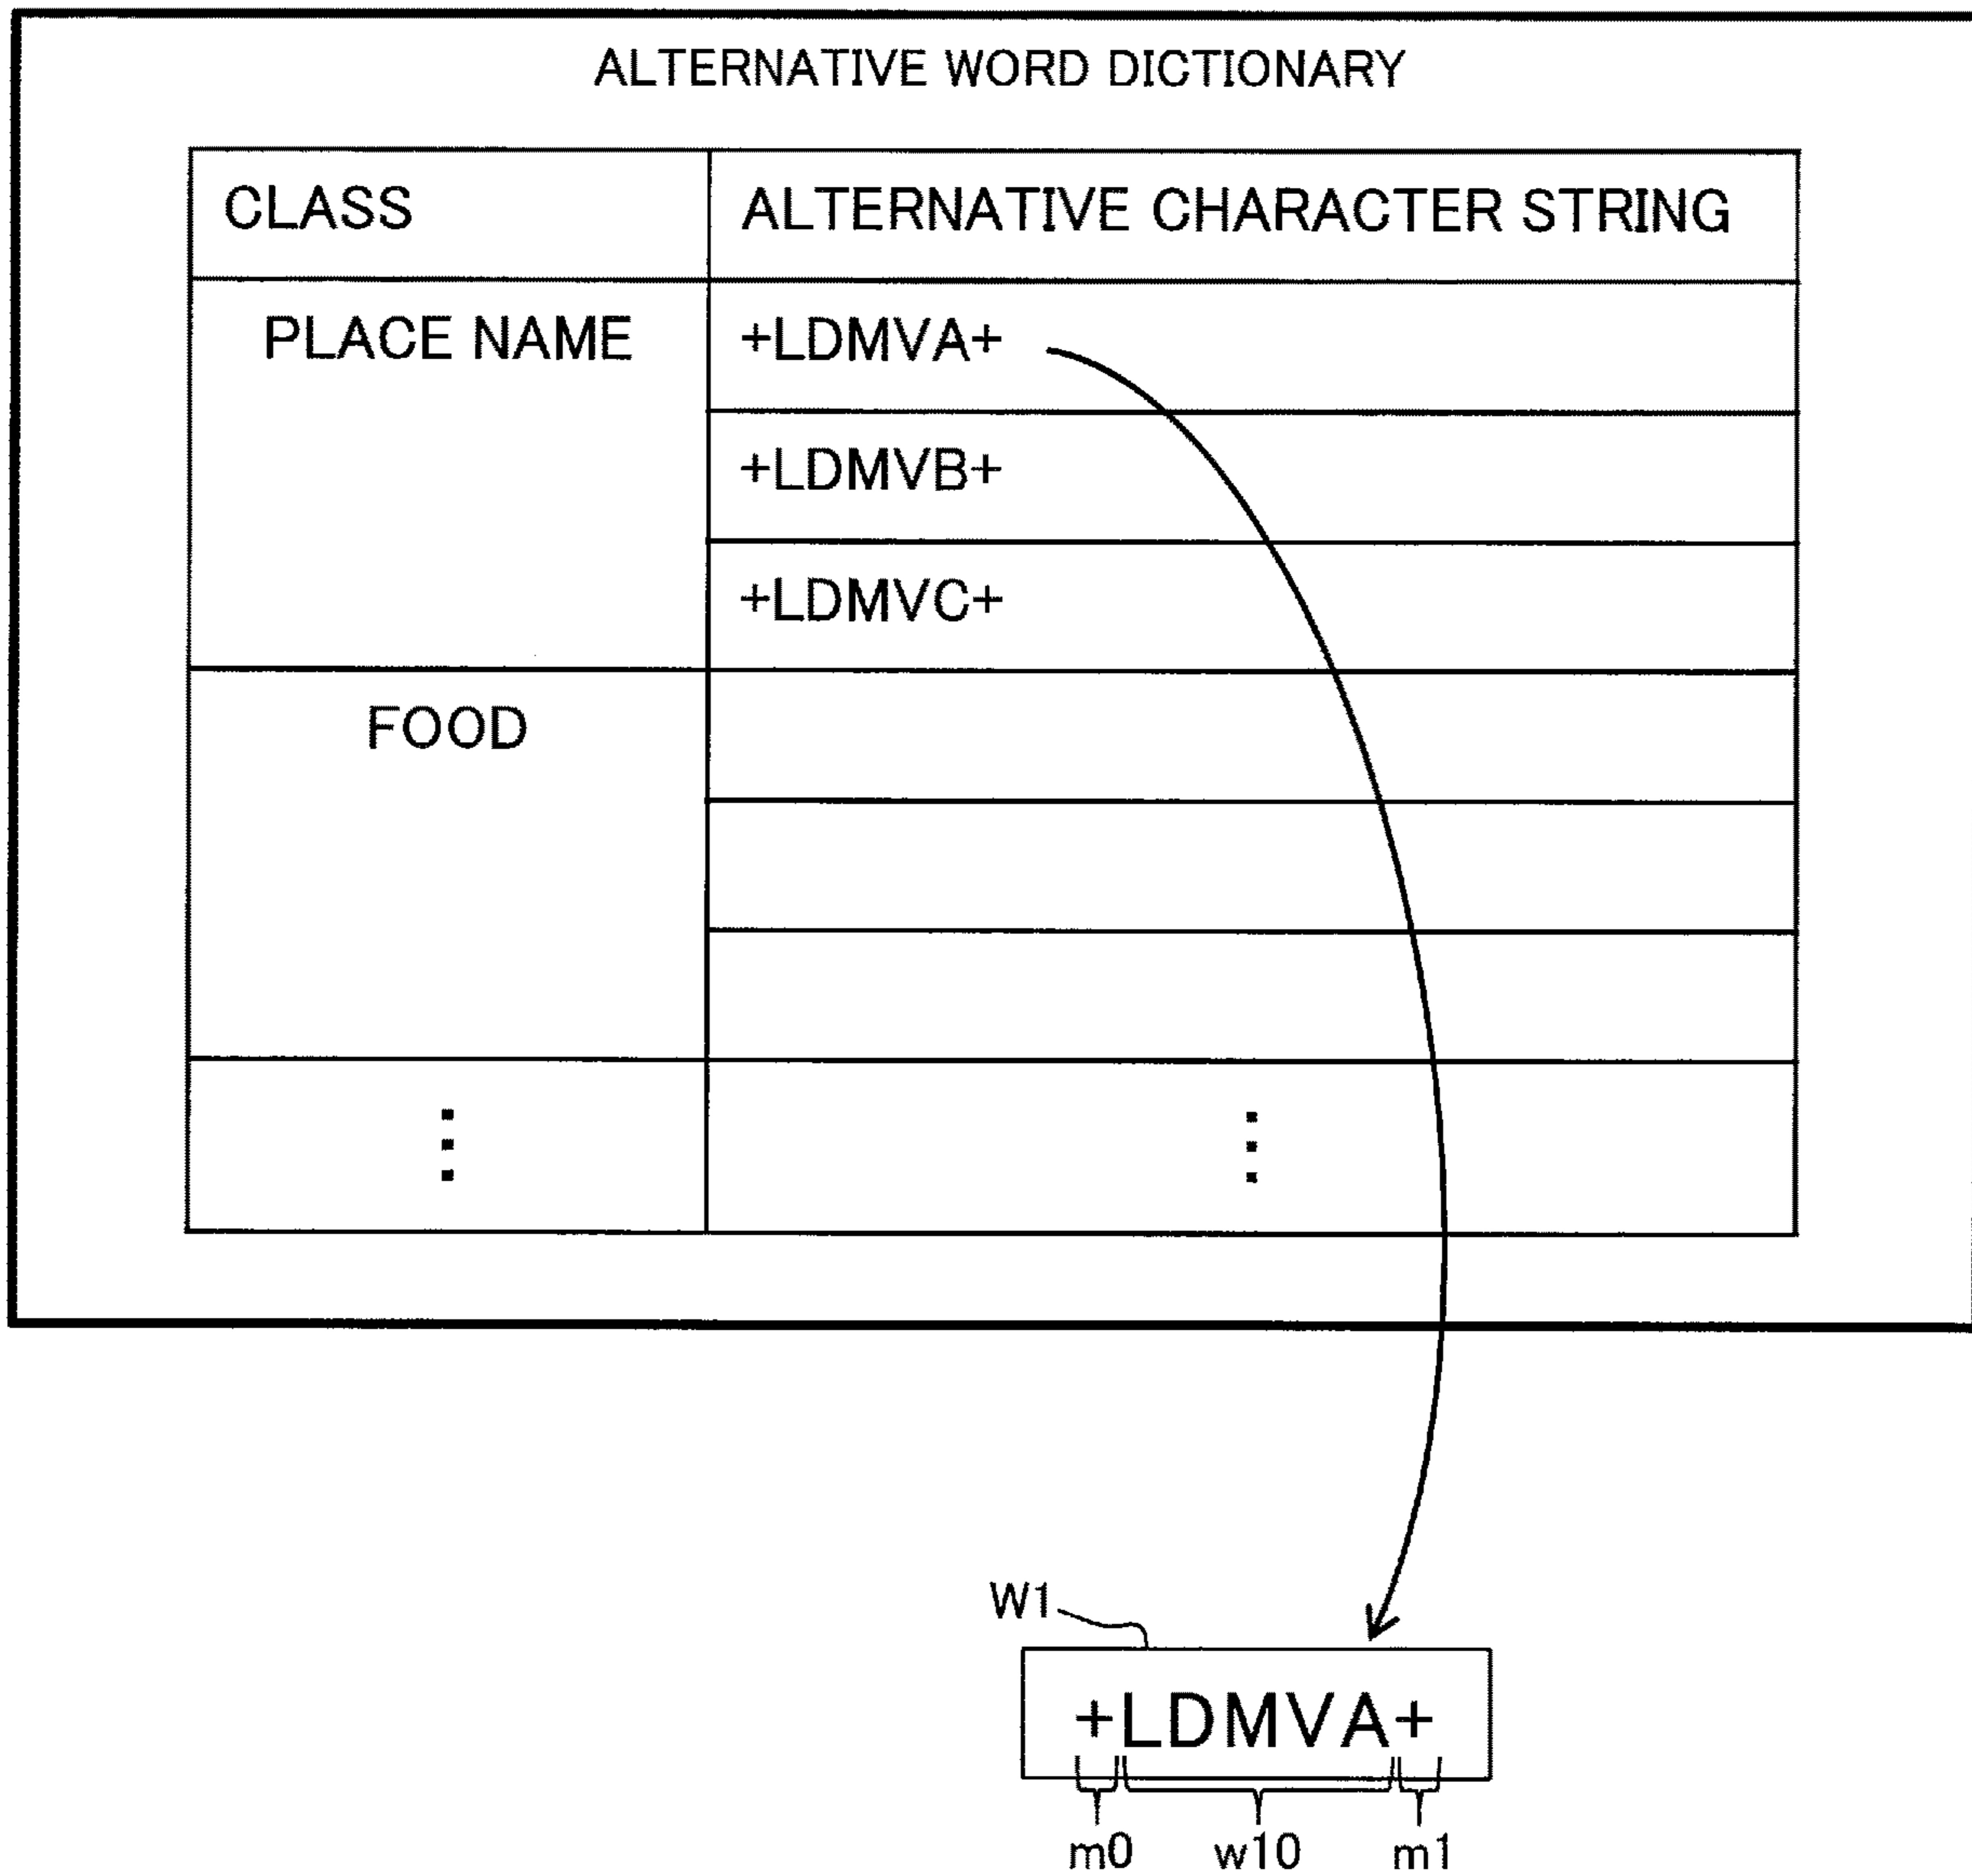 ALTERNATIVE WORD DICTIONARY
CLASS ALTERNATIVE CHARACTER STRING
PLACE NAME +LDMVA+
+LDMVB+
+LDMVC+
FOOD
W1
+LDMVA+
m0 w10 m1